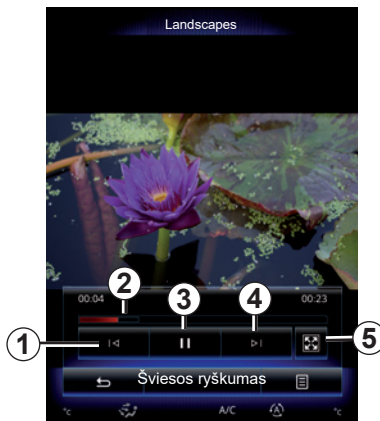 Landscapes
2 3 4
00:04 00:23
1 5
Šviesos ryškumas
°c A/C A °c